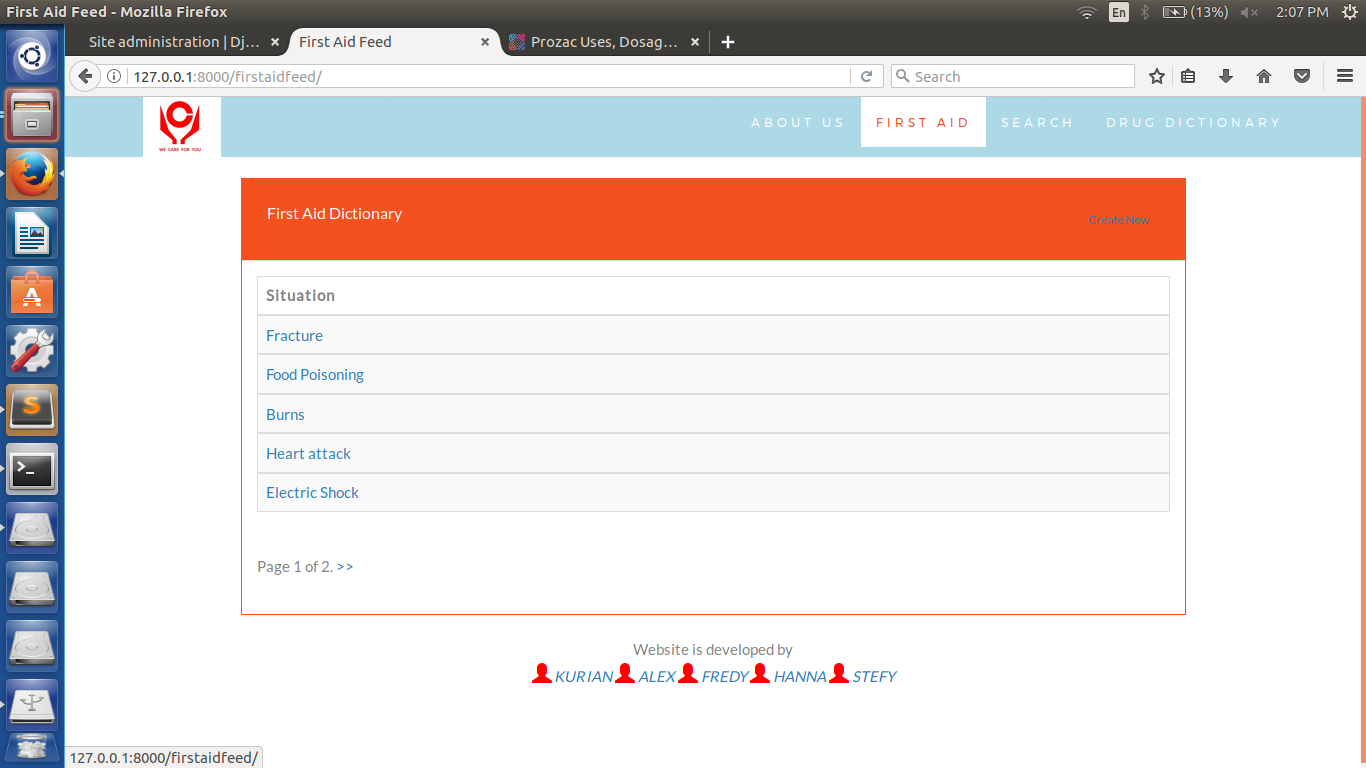 First Aid Feed - Mozilla Firefox
En
(13%)
2:07 PM
Site administration | Dj...
First Aid Feed
Prozac Uses, Dosag...
127.0.0.1:8000/firstaidfeed/
Search
WE CARE FOR YOU
ABOUT US
FIRST AID
SEARCH
DRUG DICTIONARY
First Aid Dictionary
Create New
Situation
Fracture
Food Poisoning
Burns
Heart attack
Electric Shock
Page 1 of 2. >>
Website is developed by
KURIAN ALEX FREDY HANNA STEFY
127.0.0.1:8000/firstaidfeed/